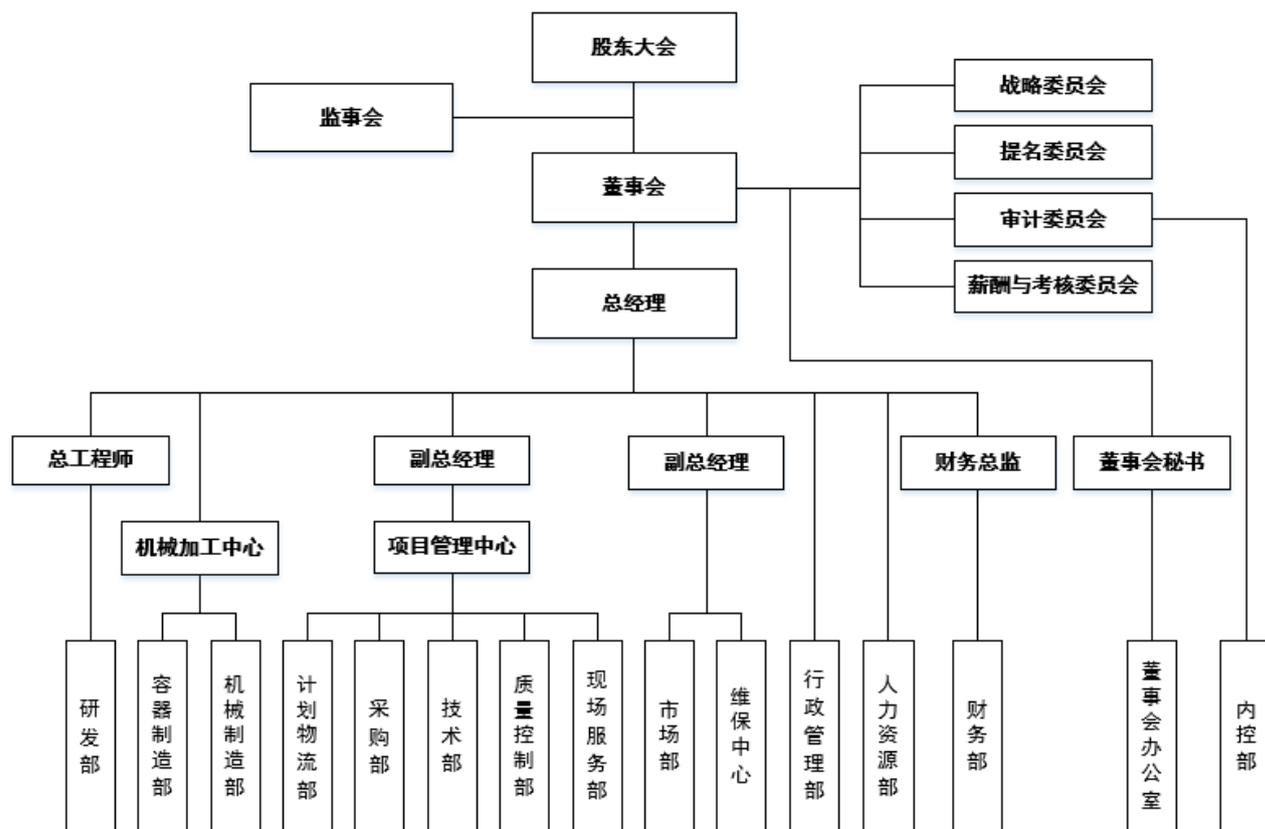 股东大会
监事会
战略委员会
提名委员会
董事会
审计委员会
薪酬与考核委员会
总经理
总工程师
副总经理
副总经理
财务总监
董事会秘书
机械加工中心
项目管理中心
研发部
容器制造部
机械制造部
计划物流部
采购部
技术部
质量控制部
现场服务部
市场部
维保中心
行政管理部
人力资源部
财务部
董事会办公室
内控部